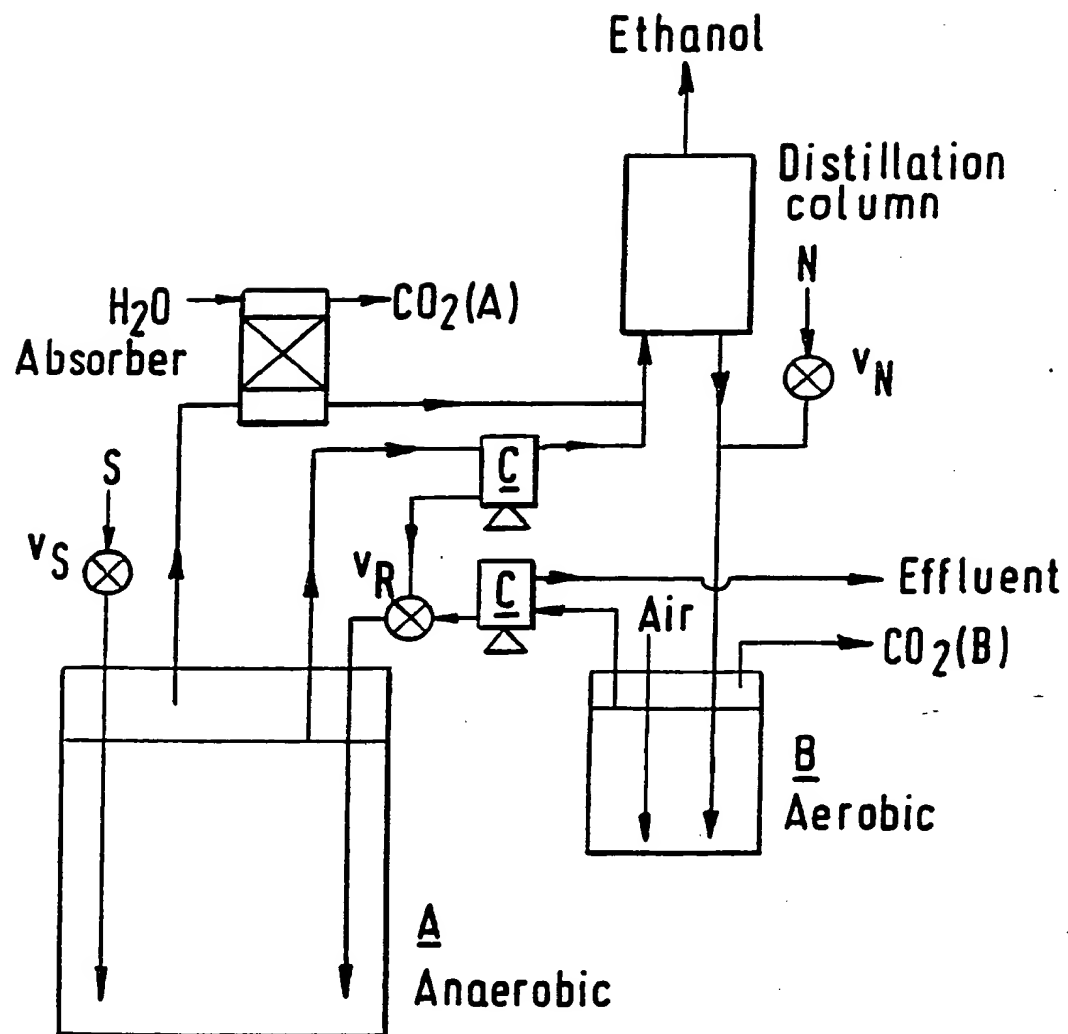 Ethanol
Distillation
column
N
vN
H2O
CO2(A)
Absorber
C
S
vS
vR
C
Effluent
Air
CO2(B)
B
Aerobic
A
Anaerobic